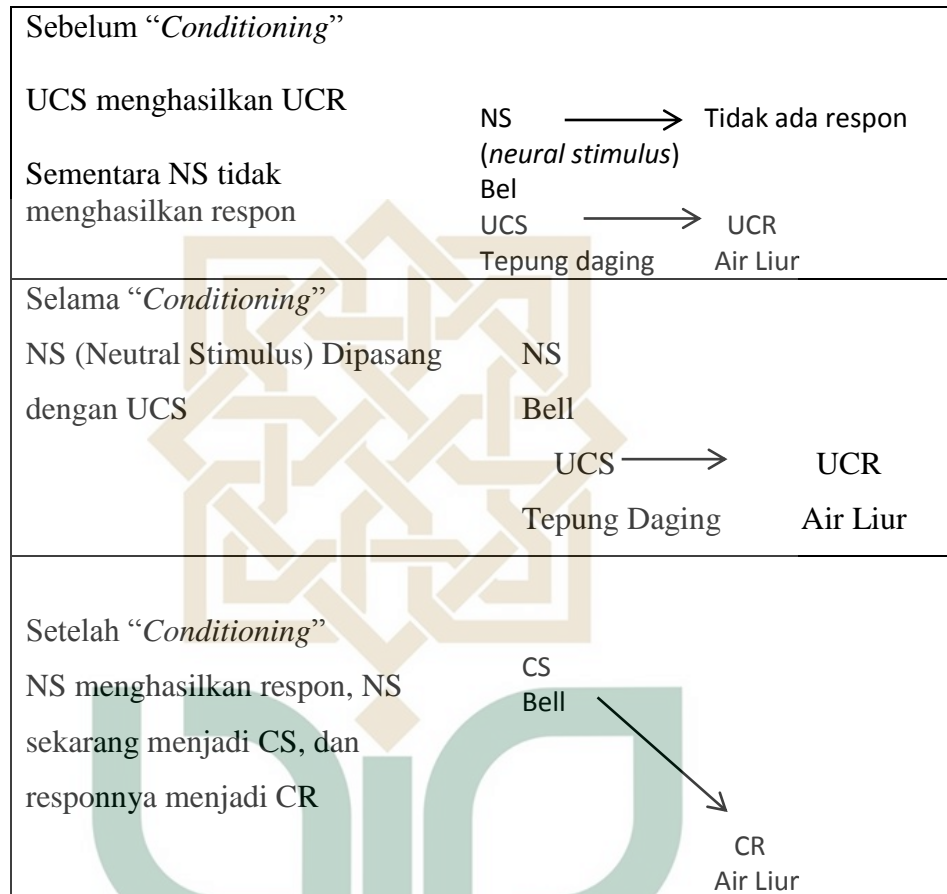 Sebelum “Conditioning”
UCS menghasilkan UCR
Sementara NS tidak
menghasilkan respon
NS Tidak ada respon
(neural stimulus)
Bel
UCS UCR
Tepung daging Air Liur
Selama “Conditioning”
NS (Neutral Stimulus) Dipasang
dengan UCS
NS
Bell
UCS UCR
Tepung Daging Air Liur
Setelah “Conditioning”
NS menghasilkan respon, NS
sekarang menjadi CS, dan
responnya menjadi CR
CS
Bell
CR
Air Liur